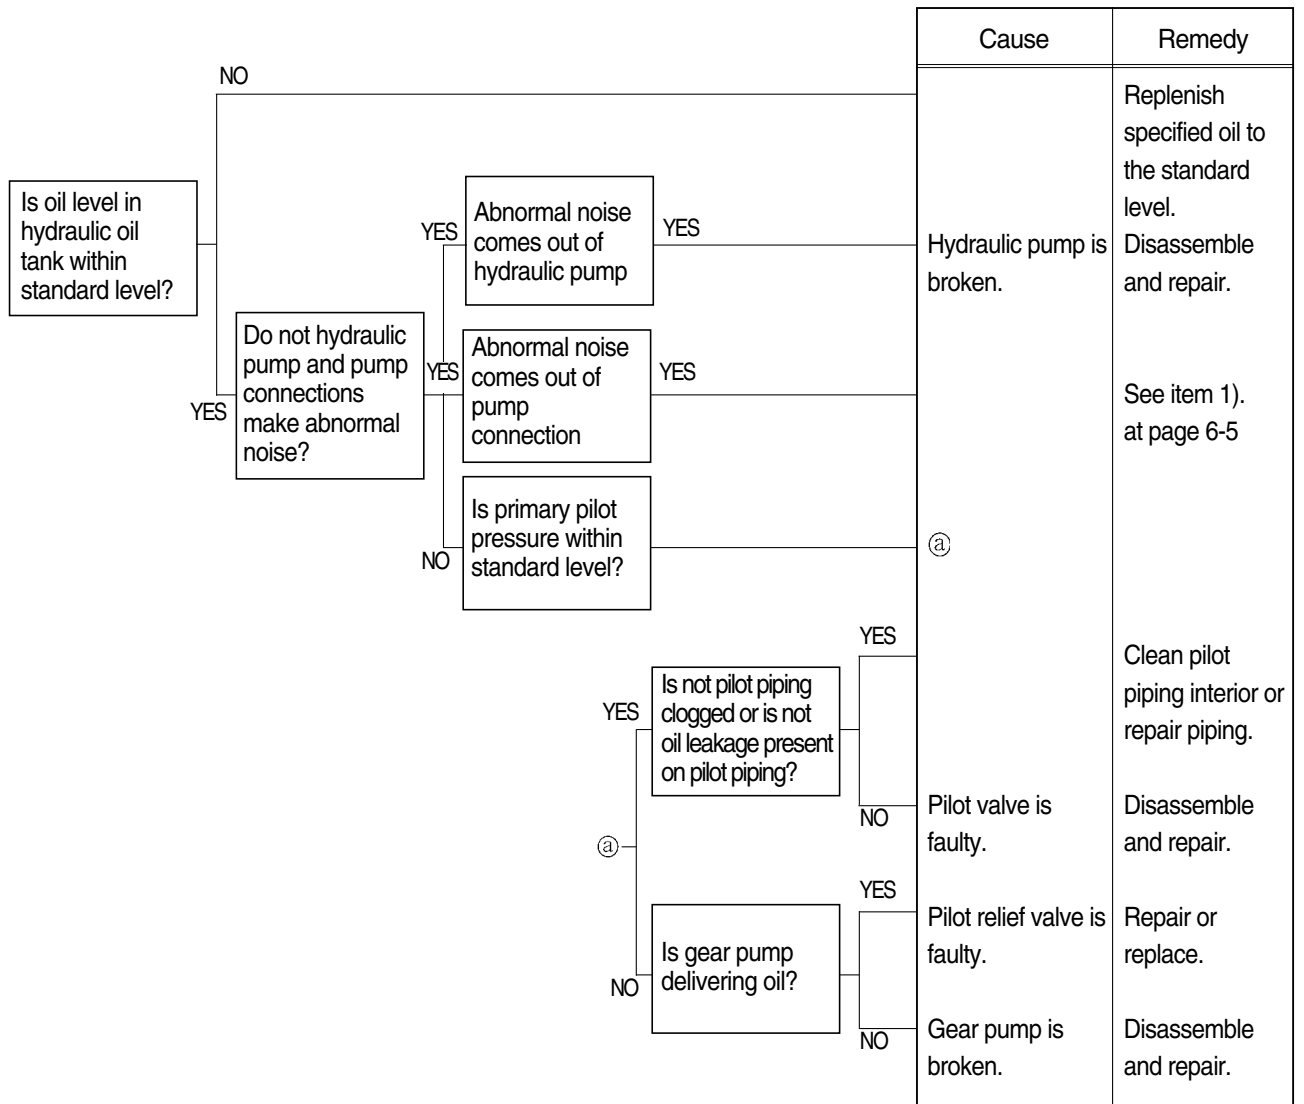 Cause
Remedy
NO
Replenish
specified oil to
the standard
level.
Is oil level in
hydraulic oil
tank within
standard level?
YES
Abnormal noise
comes out of
hydraulic pump
YES
Hydraulic pump is
broken.
Disassemble
and repair.
YES
Do not hydraulic
pump and pump
connections
make abnormal
noise?
YES
Abnormal noise
comes out of
pump
connection
YES
See item 1).
at page 6-5
NO
Is primary pilot
pressure within
standard level?
ⓐ
ⓐ
YES
Is not pilot piping
clogged or is not
oil leakage present
on pilot piping?
YES
Clean pilot
piping interior or
repair piping.
NO
Pilot valve is
faulty.
Disassemble
and repair.
NO
Is gear pump
delivering oil?
YES
Pilot relief valve is
faulty.
Repair or
replace.
NO
Gear pump is
broken.
Disassemble
and repair.